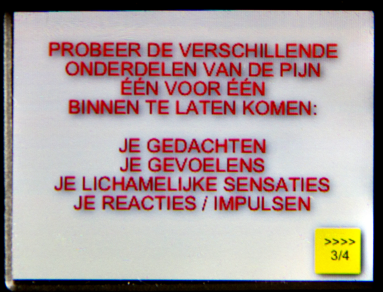 PROBEER DE VERSCHILLENDE
ONDERDELEN VAN DE PIJN
ÉÉN VOOR ÉÉN
BINNEN TE LATEN KOMEN:
JE GEDACHTEN
JE GEVOELENS
JE LICHAMELIJKE SENSATIES
JE REACTIES / IMPULSEN
>>>>
3/4